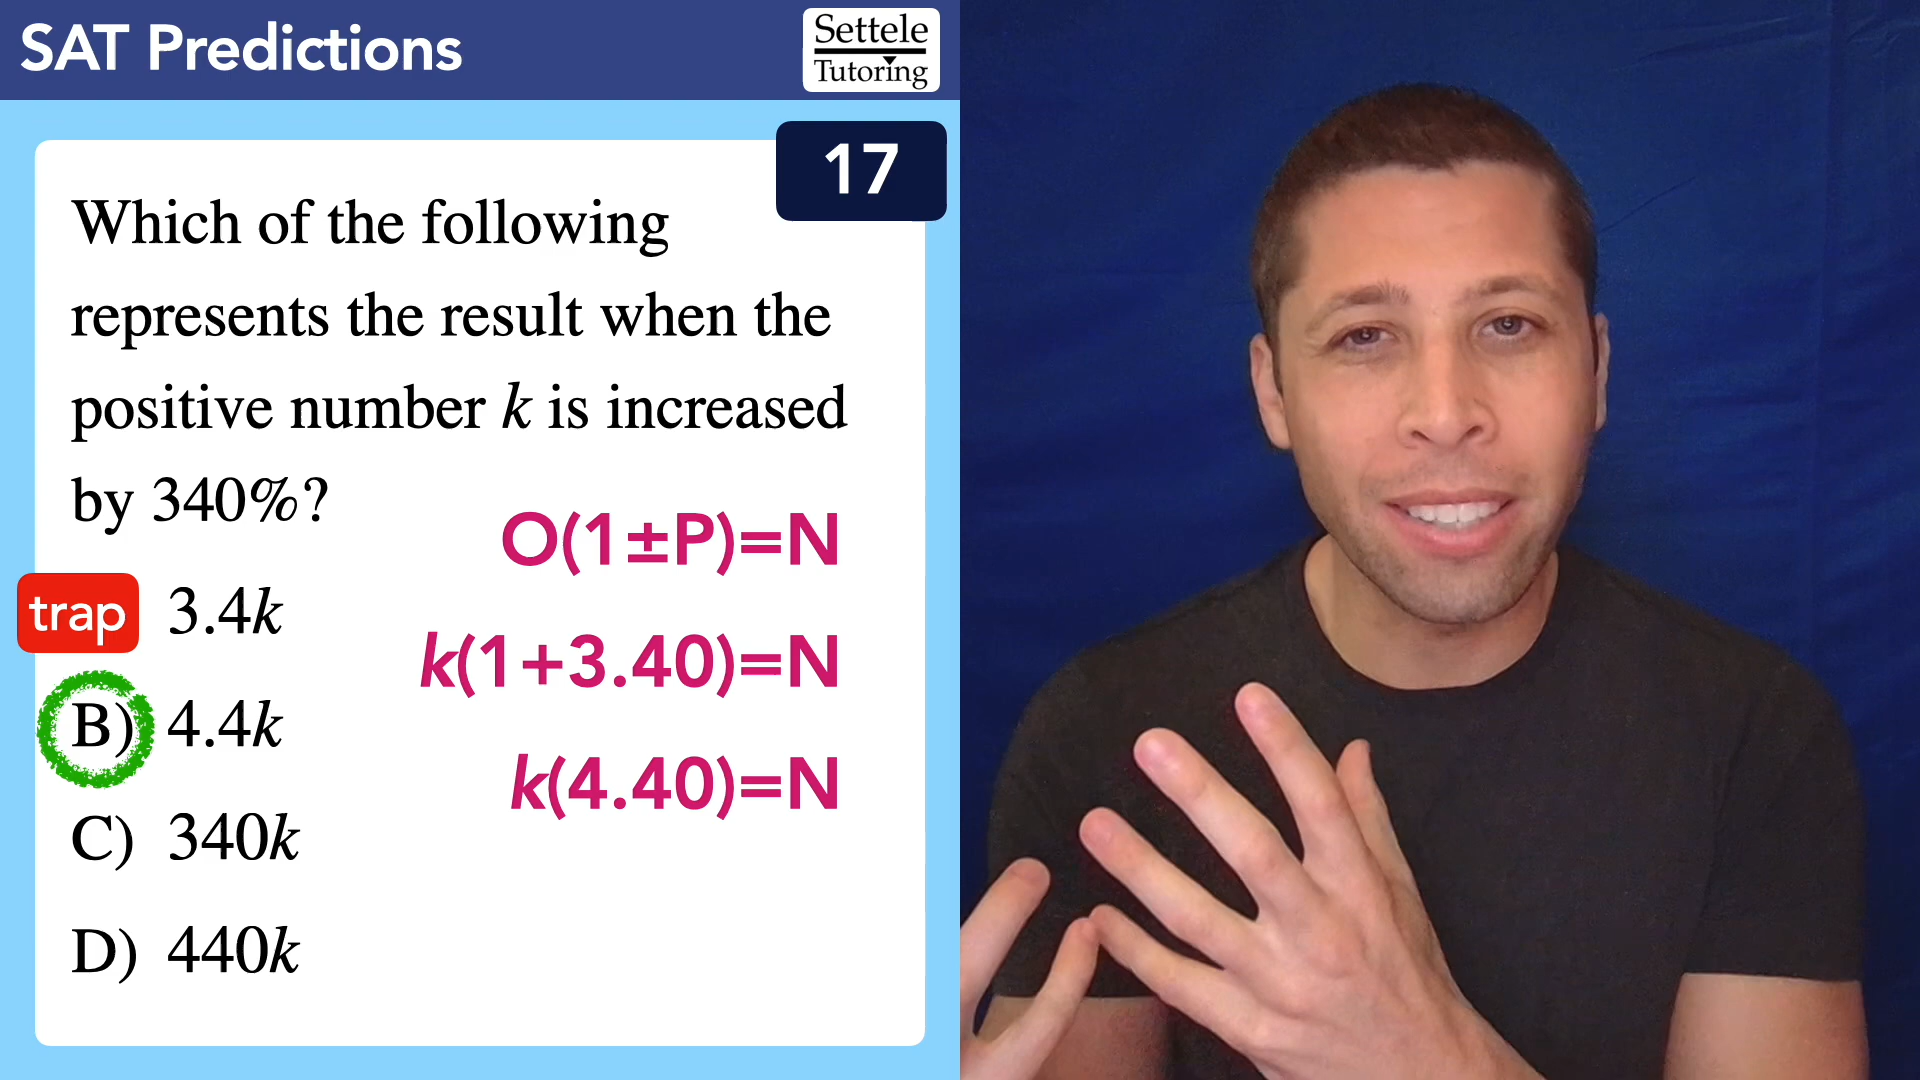 SAT Predictions
Settele
Tutoring
17
Which of the following
represents the result when the
positive number k is increased
by 340%?
O(1±P)=N
trap 3.4k
k(1+3.40)=N
B) 4.4k
k(4.40)=N
C) 340k
D) 440k